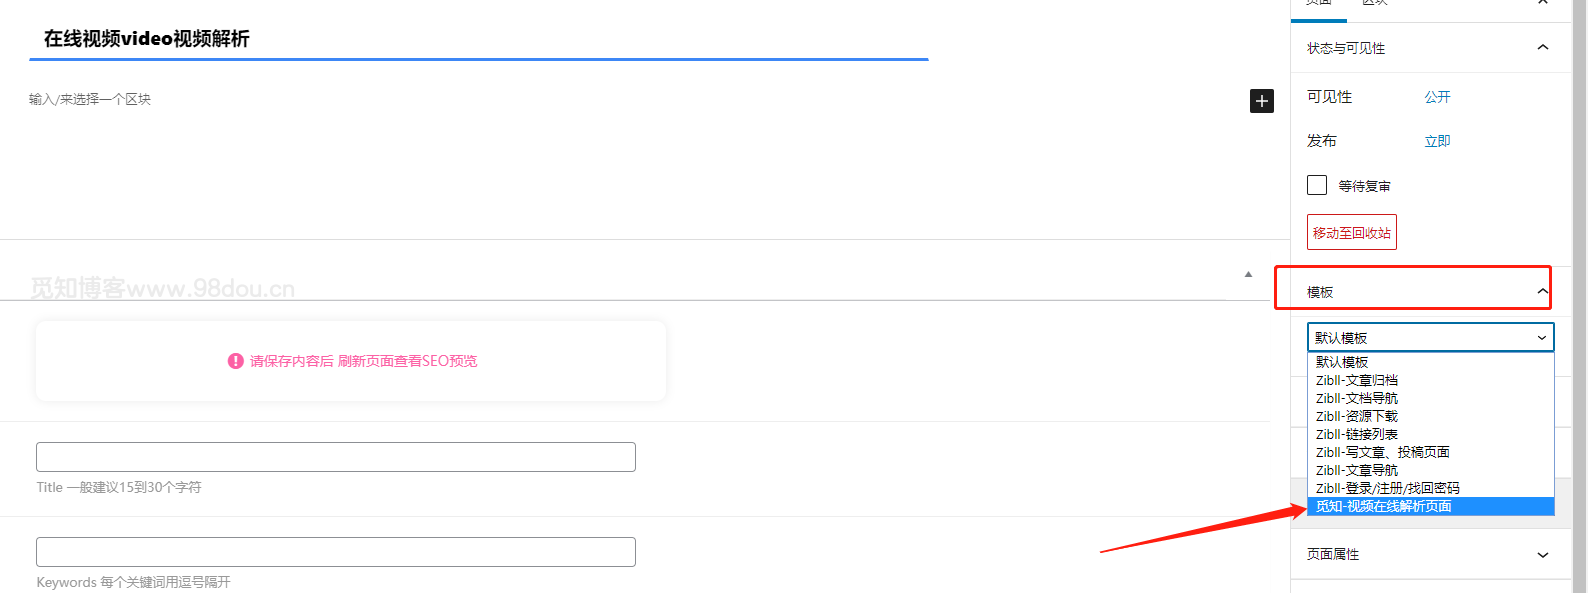 在线视频video视频解析
输入/来选择一个区块
觅知博客www.98dou.cn
请保存内容后 刷新页面查看SEO预览
Title 一般建议15到30个字符
Keywords 每个关键词用逗号隔开
页面 区块
状态与可见性
可见性 公开
发布 立即
等待复审
移动至回收站
模板
默认模板
默认模板
Zibll-文章归档
Zibll-文档导航
Zibll-资源下载
Zibll-链接列表
Zibll-写文章、投稿页面
Zibll-文章导航
Zibll-登录/注册/找回密码
觅知-视频在线解析页面
页面属性